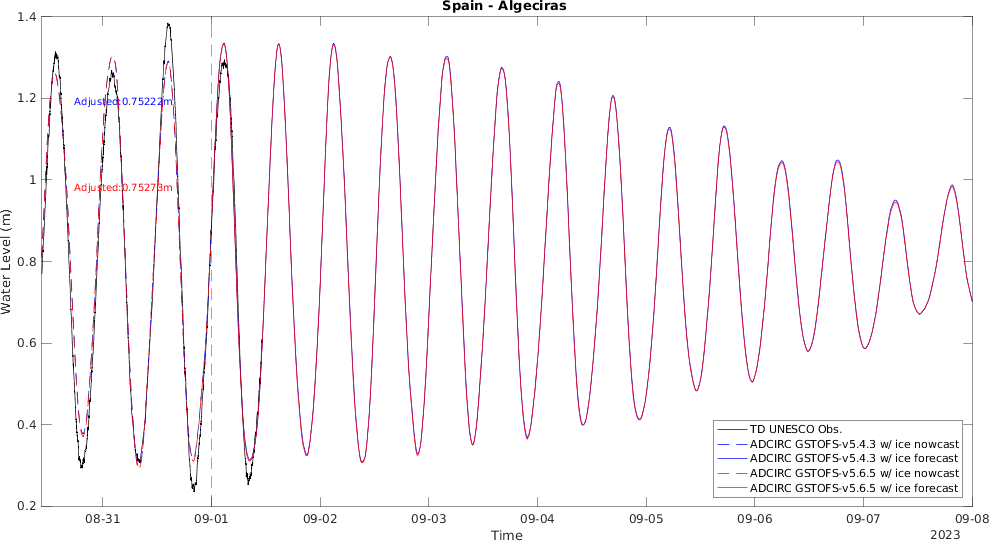 Spain - Algeciras
1.4
1.2
1
0.8
0.6
0.4
0.2
Water Level (m)
Adjusted:0.75222m
Adjusted:0.75273m
TD UNESCO Obs.
ADCIRC GSTOFS-v5.4.3 w/ ice nowcast
ADCIRC GSTOFS-v5.4.3 w/ ice forecast
ADCIRC GSTOFS-v5.6.5 w/ ice nowcast
ADCIRC GSTOFS-v5.6.5 w/ ice forecast
08-31 09-01 09-02 09-03 09-04 09-05 09-06 09-07 09-08
Time
2023